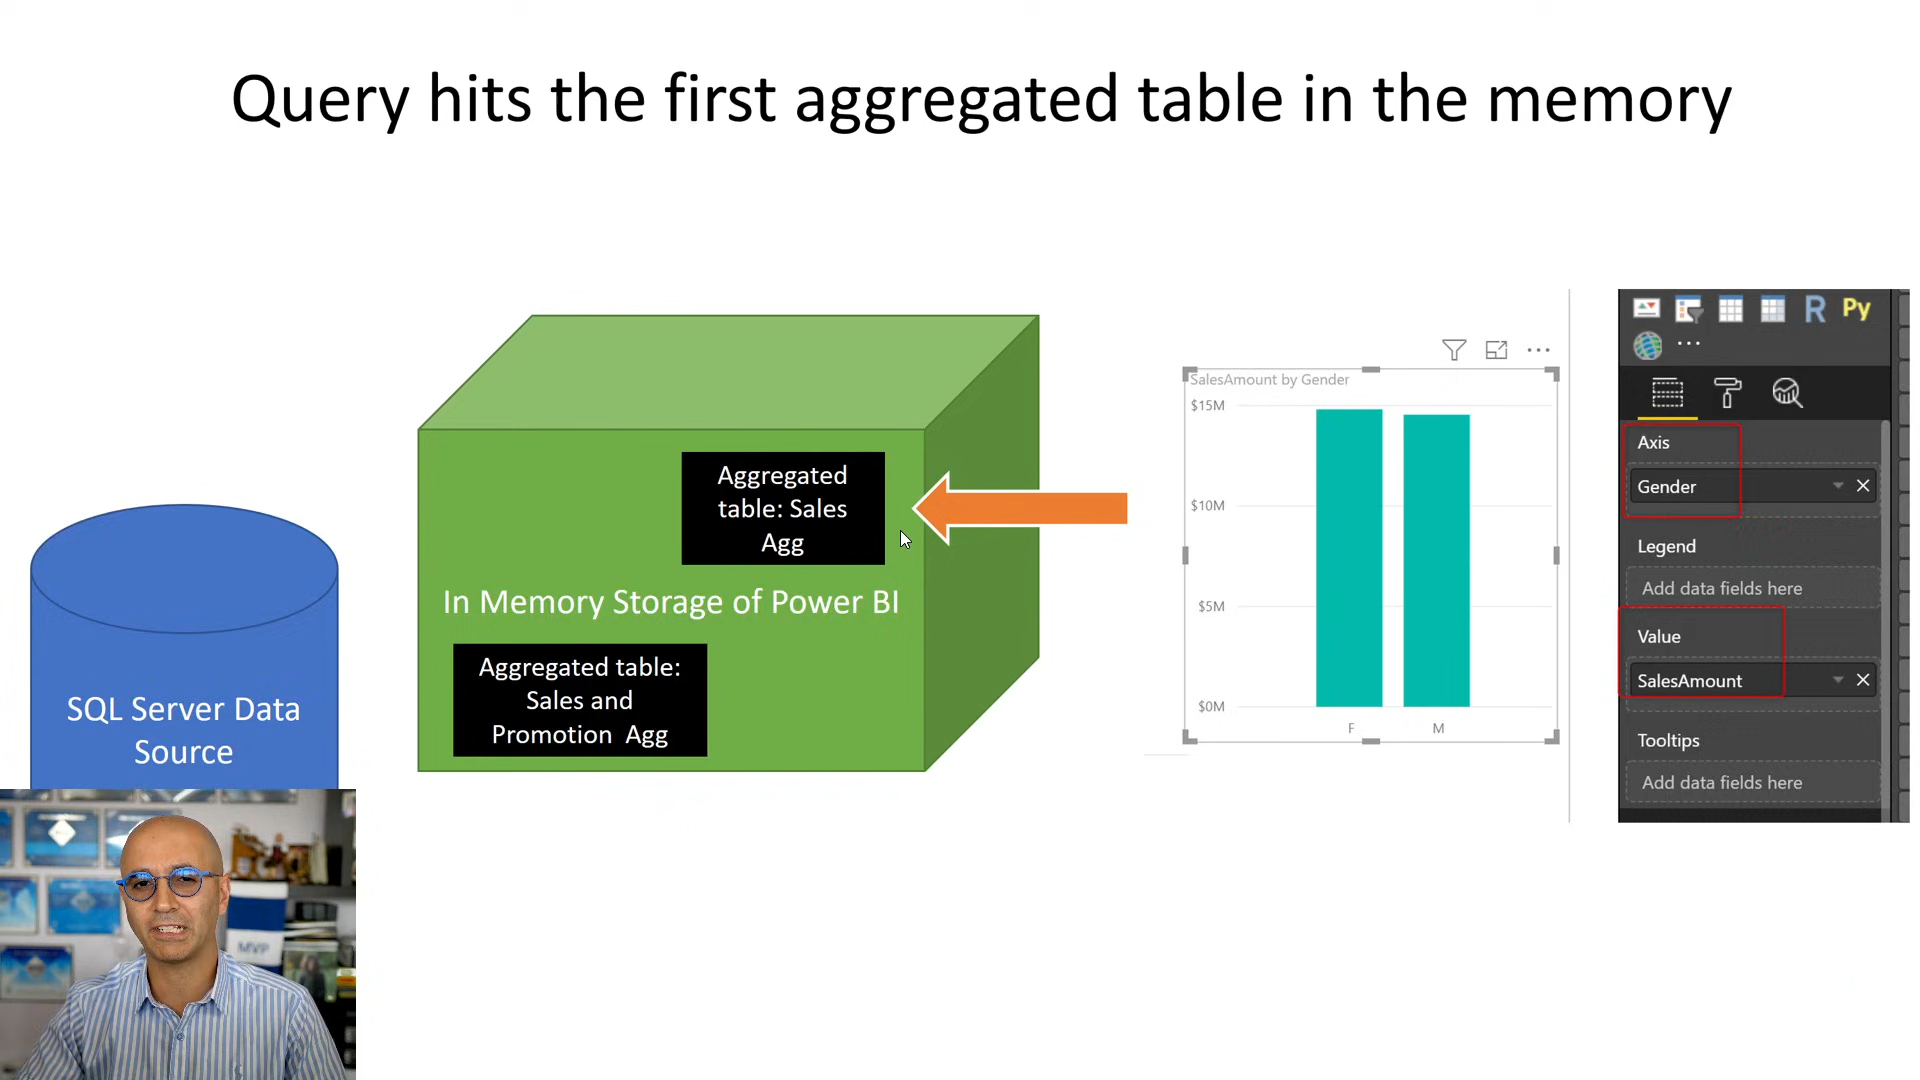 Query hits the first aggregated table in the memory
Aggregated
table: Sales
Agg
In Memory Storage of Power BI
Aggregated table:
Sales and
Promotion Agg
SQL Server Data
Source
MVP
SalesAmount by Gender
$15M
$10M
$5M
$0M
F
M
R
Py
Axis
Gender
Legend
Add data fields here
Value
SalesAmount
Tooltips
Add data fields here